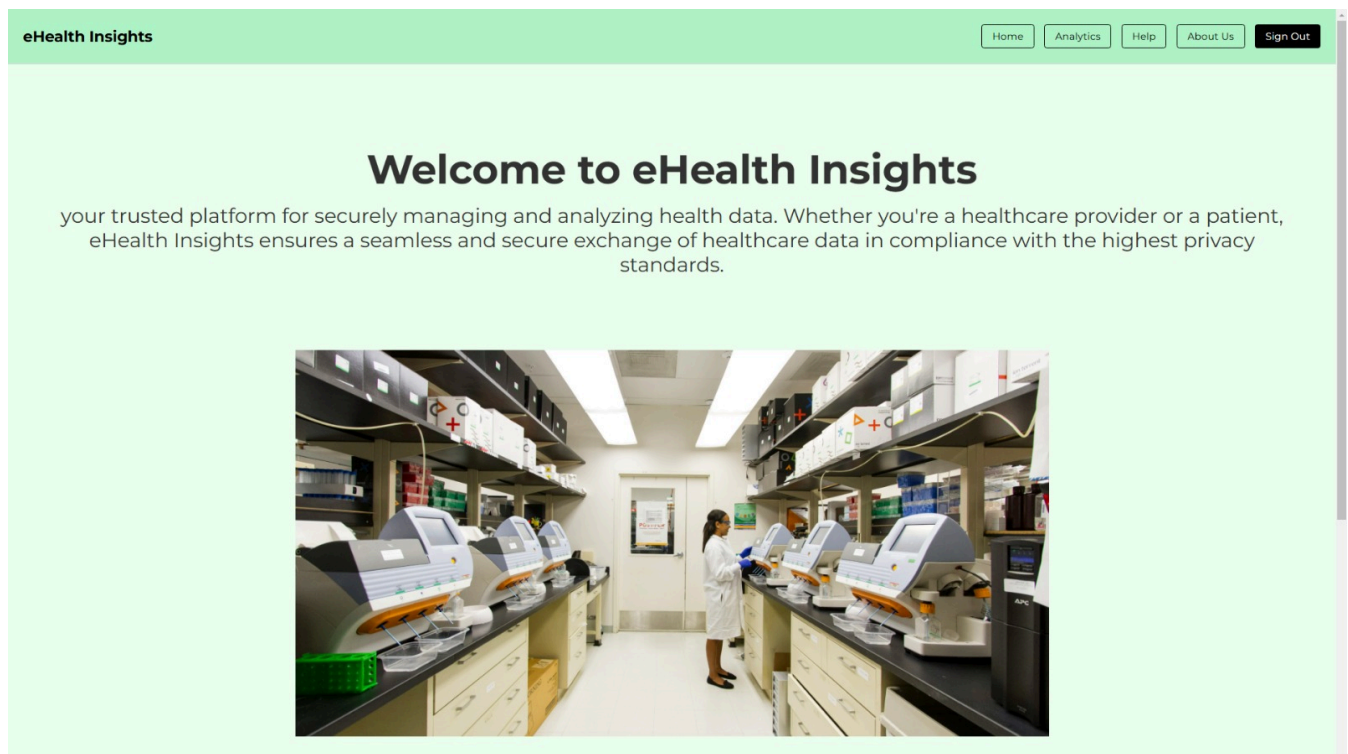 eHealth Insights
Home
Analytics
Help
About Us
Sign Out
Welcome to eHealth Insights
your trusted platform for securely managing and analyzing health data. Whether you're a healthcare provider or a patient,
eHealth Insights ensures a seamless and secure exchange of healthcare data in compliance with the highest privacy
standards.
APC